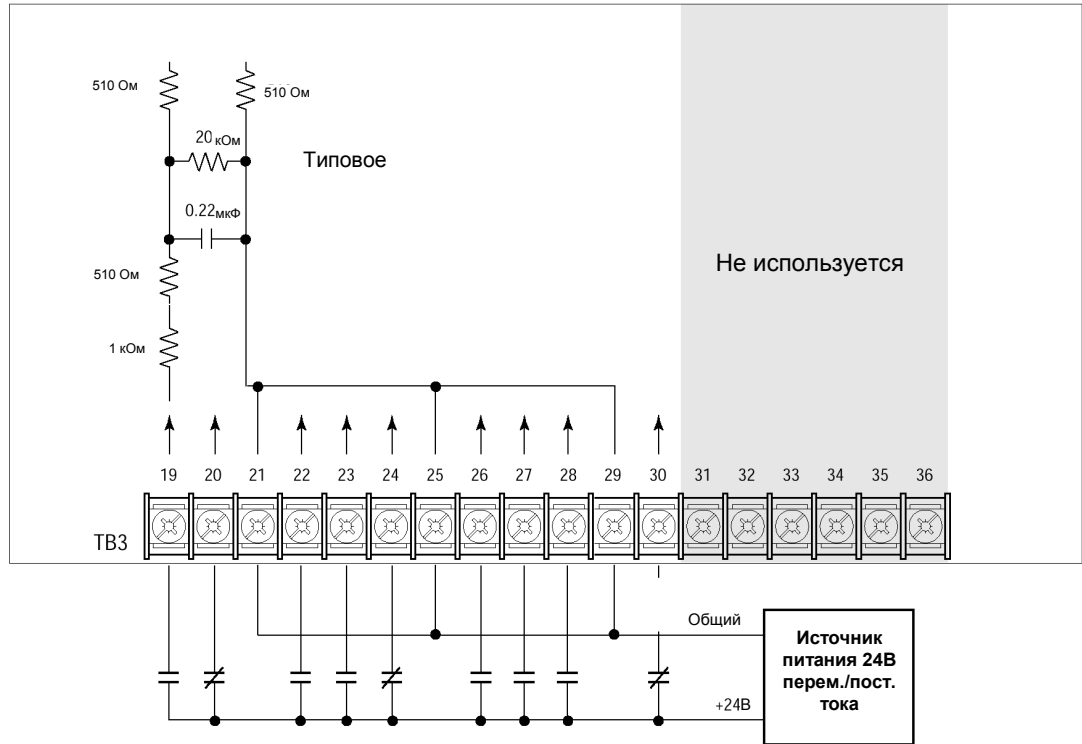 510 Ом
510 Ом
20 кОм
Типовое
0.22мкФ
510 Ом
Не используется
1 кОм
19 20 21 22 23 24 25 26 27 28 29 30 31 32 33 34 35 36
TB3
Общий
Источник
питания 24В
перем./пост.
тока
+24В